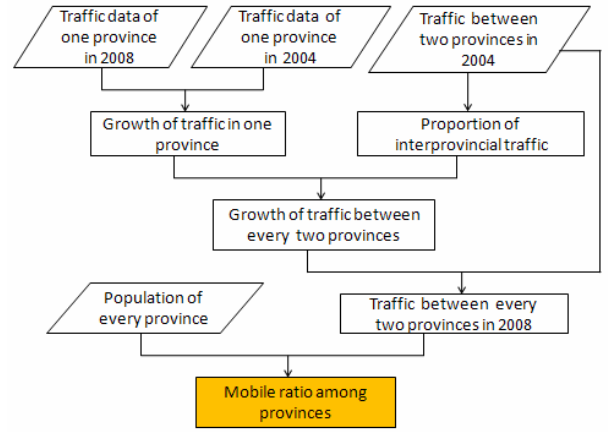 Traffic data of
one province
in 2008
Traffic data of
one province
in 2004
Traffic between
two provinces in
2004
Growth of traffic in one
province
Proportion of
interprovincial traffic
Growth of traffic between
every two provinces
Population of
every province
Traffic between every
two provinces in 2008
Mobile ratio among
provinces